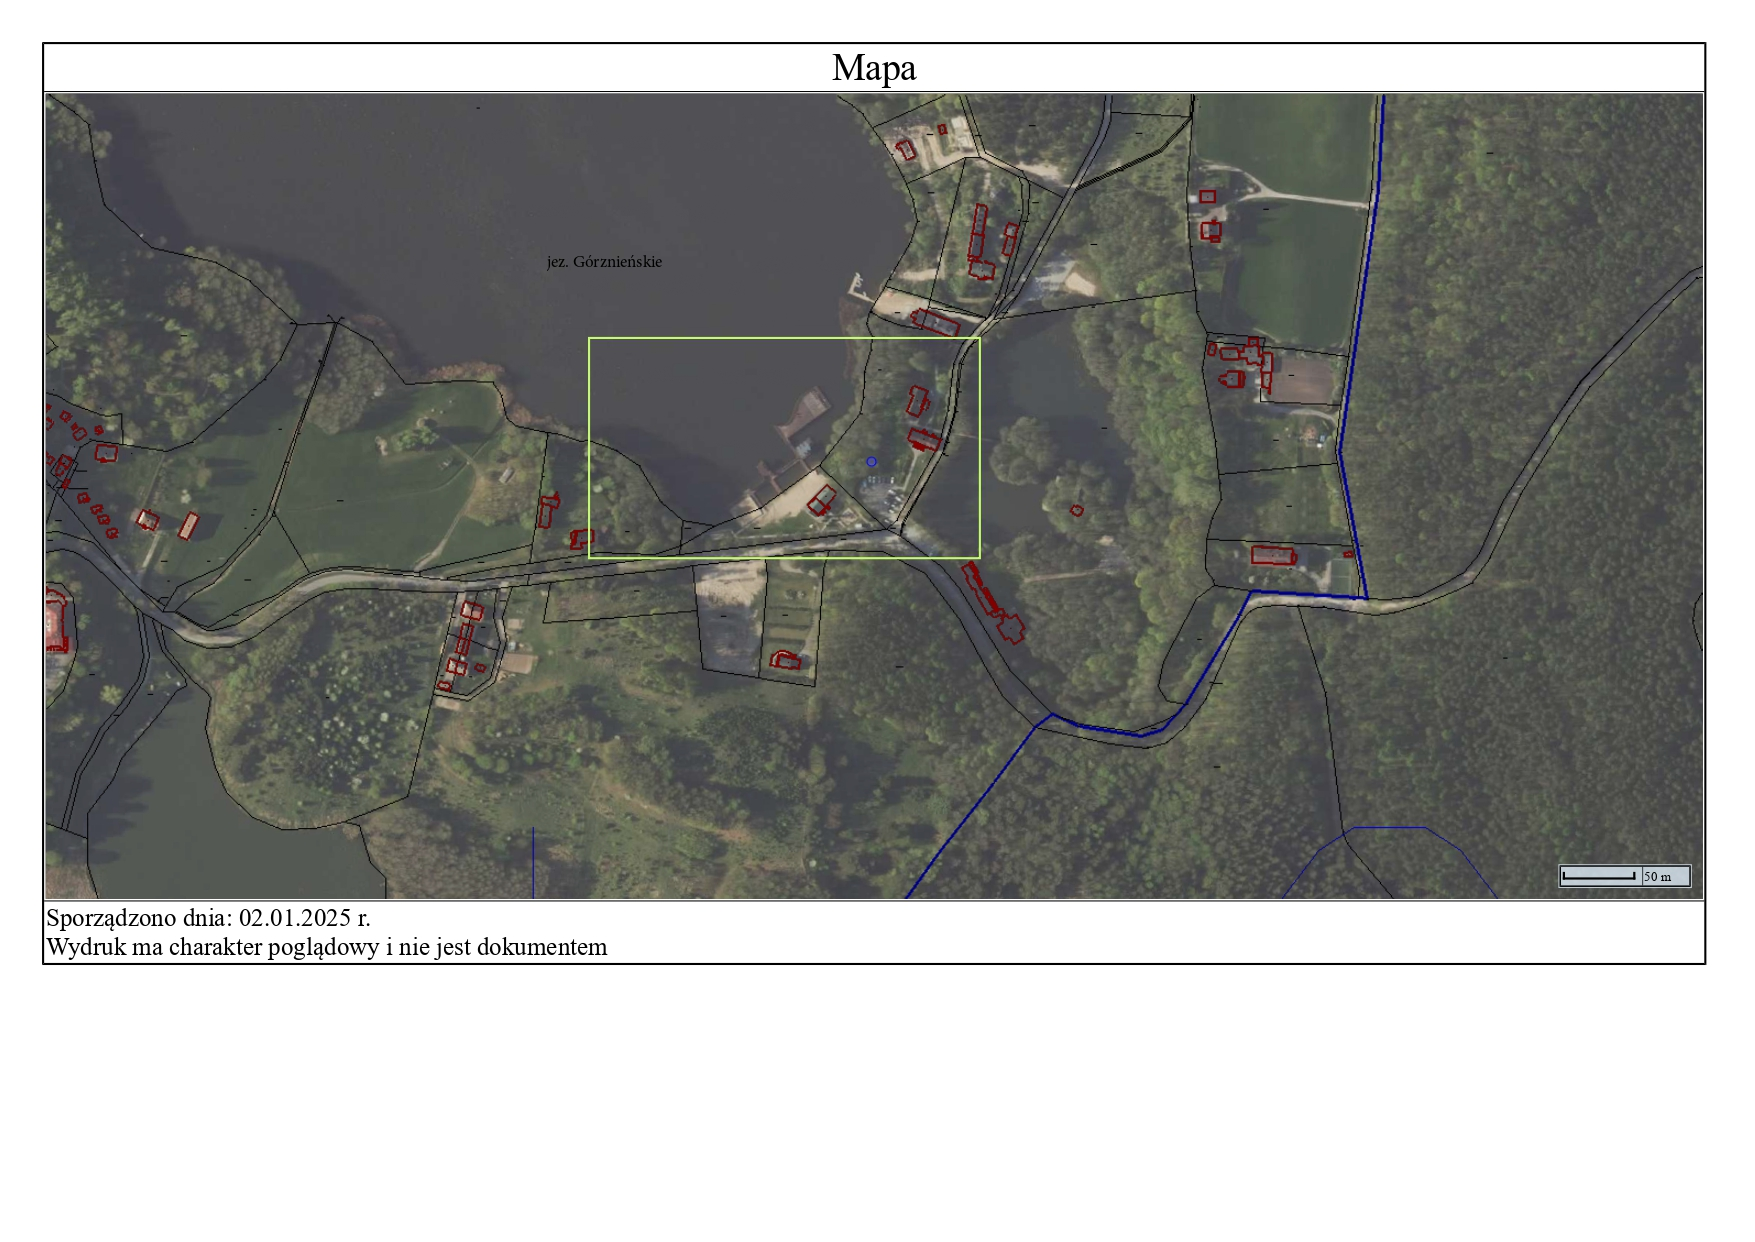 Mapa
jez. Górznieńskie
50 m
Sporządzono dnia: 02.01.2025 r.
Wydruk ma charakter poglądowy i nie jest dokumentem